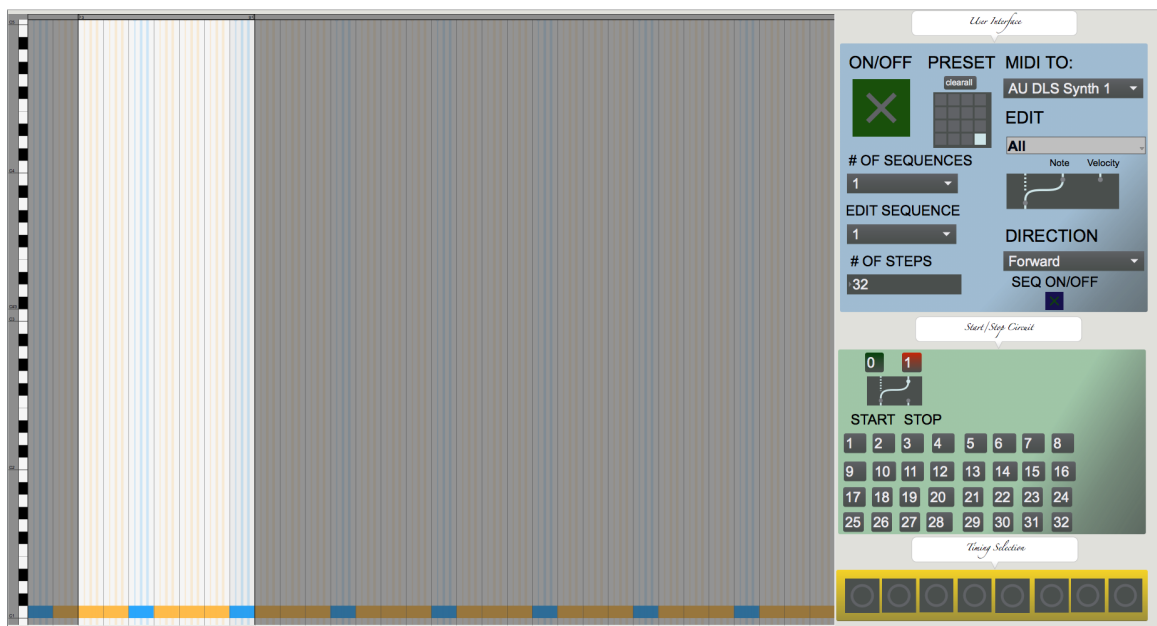 User Interface
ON/OFF PRESET MIDI TO:
clearall
AU DLS Synth 1
EDIT
All
# OF SEQUENCES
Note Velocity
1
EDIT SEQUENCE
1
DIRECTION
# OF STEPS
Forward
32
SEQ ON/OFF
Start/Stop Circuit
0 1
START STOP
1 2 3 4 5 6 7 8
9 10 11 12 13 14 15 16
17 18 19 20 21 22 23 24
25 26 27 28 29 30 31 32
Timing Selection